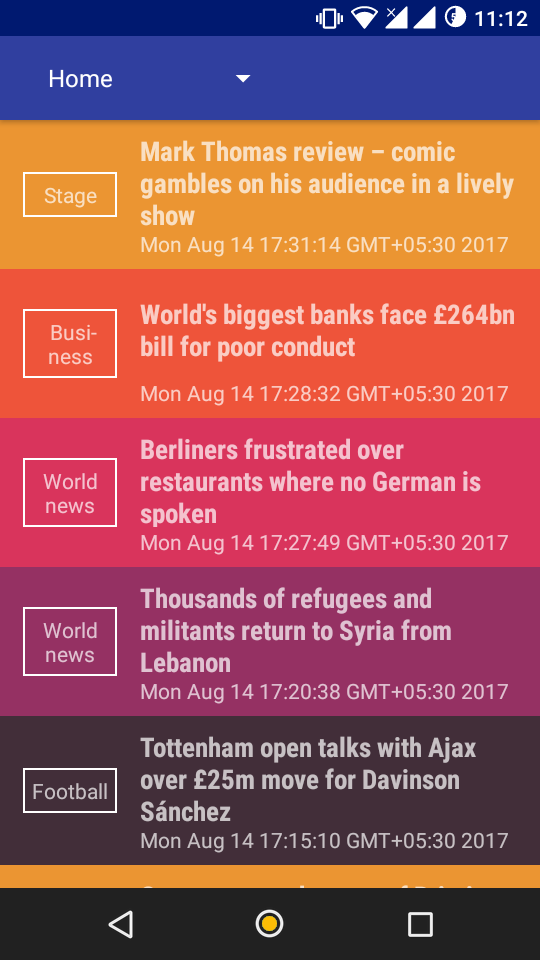 11:12
Home
Stage
Mark Thomas review – comic
gambles on his audience in a lively
show
Mon Aug 14 17:31:14 GMT+05:30 2017
Busi-
ness
World's biggest banks face £264bn
bill for poor conduct
Mon Aug 14 17:28:32 GMT+05:30 2017
World
news
Berliners frustrated over
restaurants where no German is
spoken
Mon Aug 14 17:27:49 GMT+05:30 2017
World
news
Thousands of refugees and
militants return to Syria from
Lebanon
Mon Aug 14 17:20:38 GMT+05:30 2017
Football
Tottenham open talks with Ajax
over £25m move for Davinson
Sánchez
Mon Aug 14 17:15:10 GMT+05:30 2017